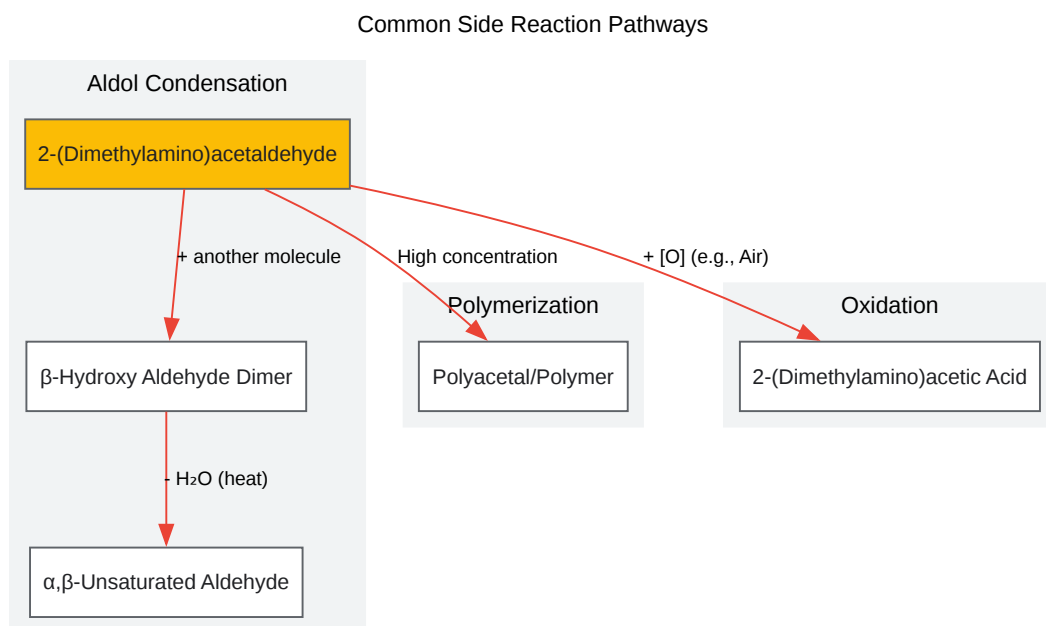 Common Side Reaction Pathways
Aldol Condensation
2-(Dimethylamino)acetaldehyde
+ another molecule
High concentration
+ [O] (e.g., Air)
Polymerization
Oxidation
β-Hydroxy Aldehyde Dimer
Polyacetal/Polymer
2-(Dimethylamino)acetic Acid
- H₂O (heat)
α,β-Unsaturated Aldehyde